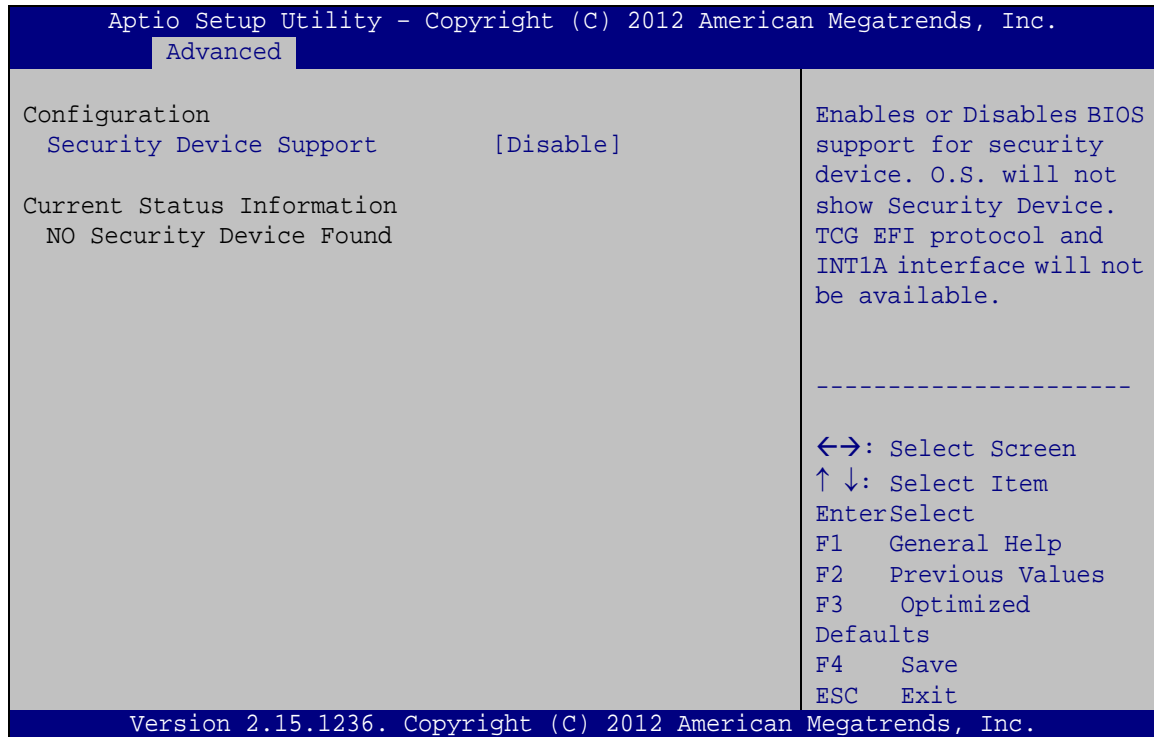 Aptio Setup Utility – Copyright (C) 2012 American Megatrends, Inc.
Advanced
Configuration
Security Device Support [Disable]
Current Status Information
NO Security Device Found
Enables or Disables BIOS
support for security
device. O.S. will not
show Security Device.
TCG EFI protocol and
INT1A interface will not
be available.
-----------------------
←→: Select Screen
↑ ↓: Select Item
EnterSelect
F1 General Help
F2 Previous Values
F3 Optimized
Defaults
F4 Save
ESC Exit
Version 2.15.1236. Copyright (C) 2012 American Megatrends, Inc.